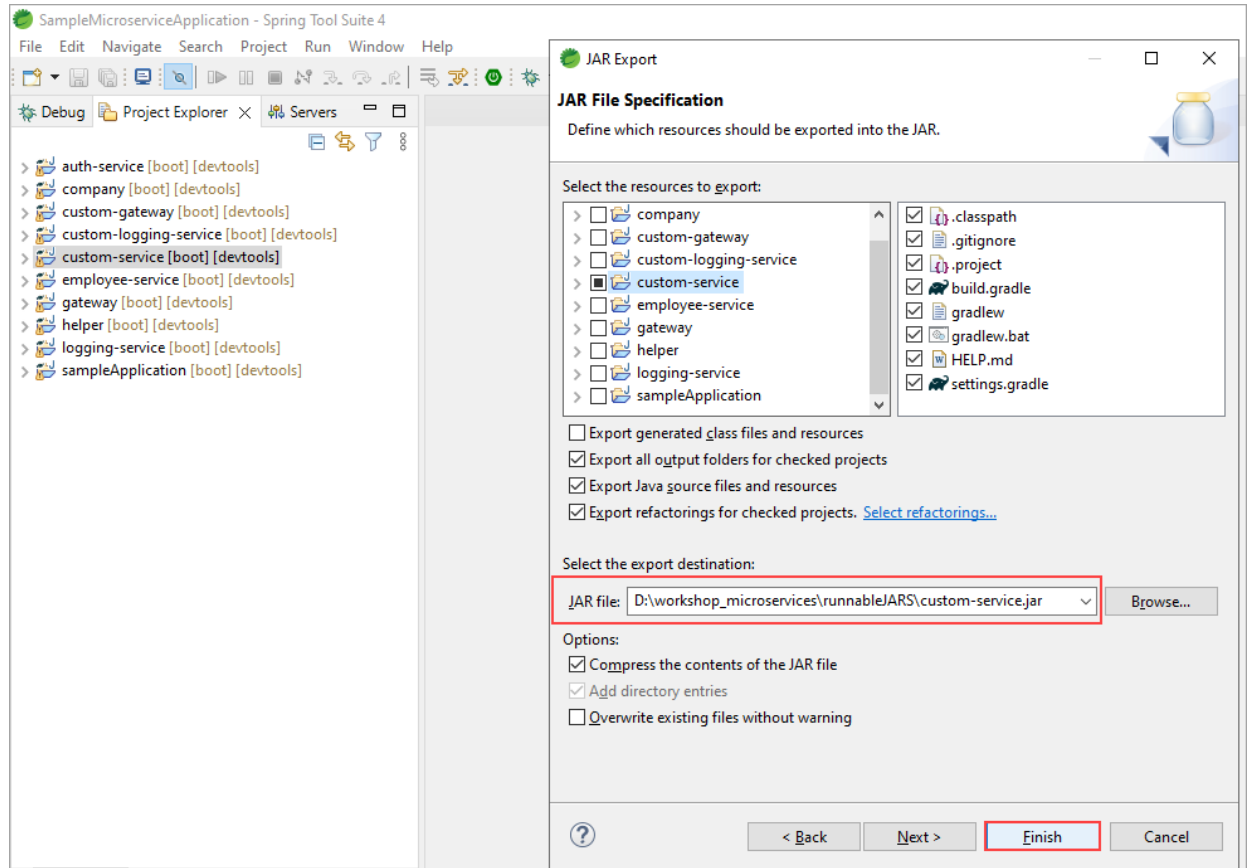 SampleMicroserviceApplication - Spring Tool Suite 4
File Edit Navigate Search Project Run Window Help
Debug Project Explorer Servers
auth-service [boot] [devtools]
company [boot] [devtools]
custom-gateway [boot] [devtools]
custom-logging-service [boot] [devtools]
custom-service [boot] [devtools]
employee-service [boot] [devtools]
gateway [boot] [devtools]
helper [boot] [devtools]
logging-service [boot] [devtools]
sampleApplication [boot] [devtools]
JAR Export
JAR File Specification
Define which resources should be exported into the JAR.
Select the resources to export:
company
custom-gateway
custom-logging-service
custom-service
employee-service
gateway
helper
logging-service
sampleApplication
.classpath
.gitignore
.project
build.gradle
gradlew
gradlew.bat
HELP.md
settings.gradle
Export generated class files and resources
Export all output folders for checked projects
Export Java source files and resources
Export refactorings for checked projects. Select refactorings...
Select the export destination:
JAR file: D:\workshop_microservices\runnableJARS\custom-service.jar Browse...
Options:
Compress the contents of the JAR file
Add directory entries
Overwrite existing files without warning
? < Back Next > Finish Cancel